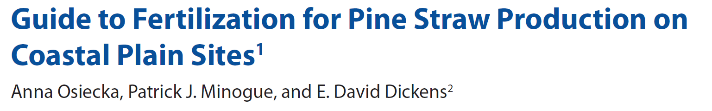 Guide to Fertilization for Pine Straw Production on
Coastal Plain Sites¹
Anna Osiecka, Patrick J. Minogue, and E. David Dickens²